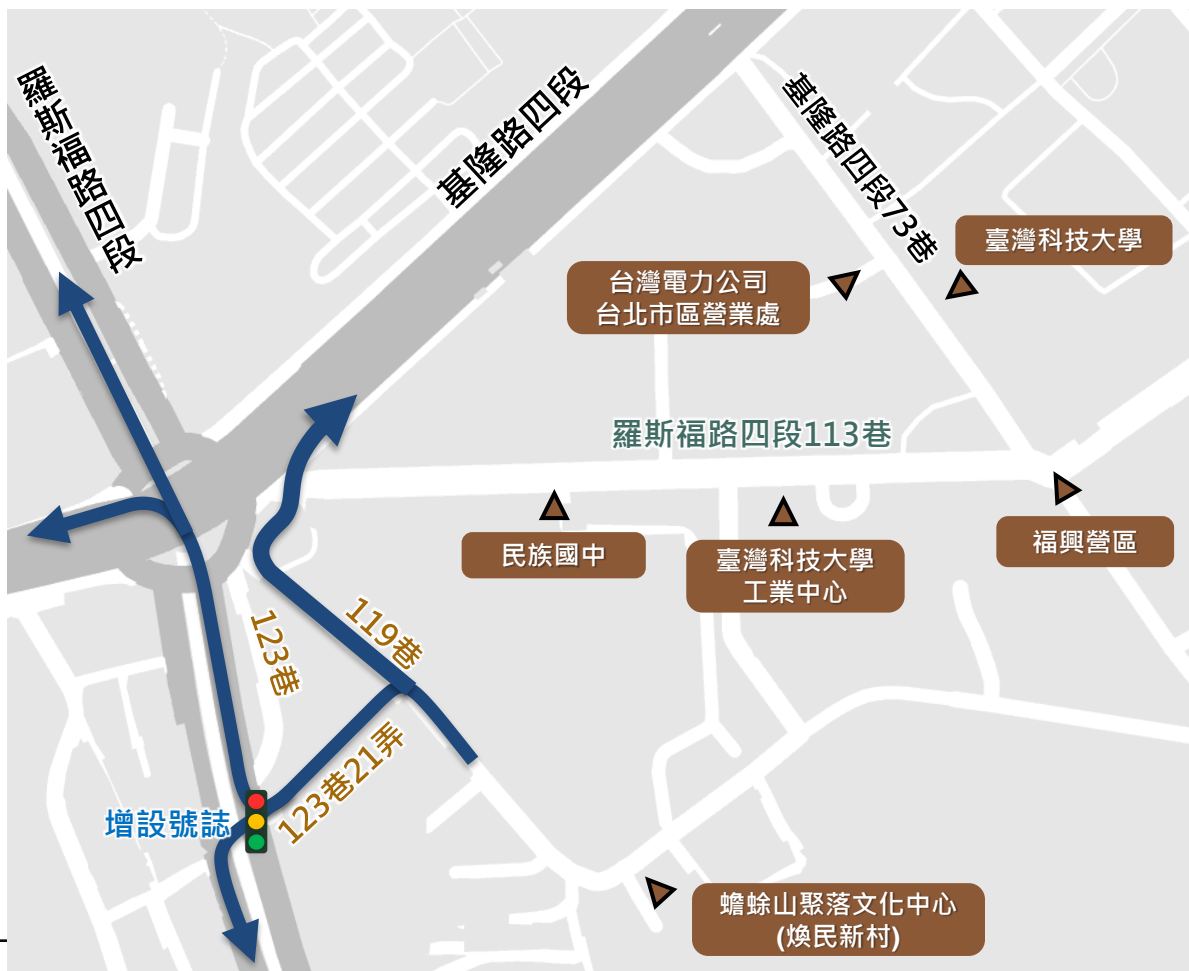 羅斯福路四段
基隆路四段
基隆路四段73巷
臺灣科技大學
台灣電力公司
台北市區營業處
羅斯福路四段113巷
民族國中
臺灣科技大學
工業中心
福興營區
119巷
123巷
123巷21弄
增設號誌
蟾蜍山聚落文化中心
(煥民新村)